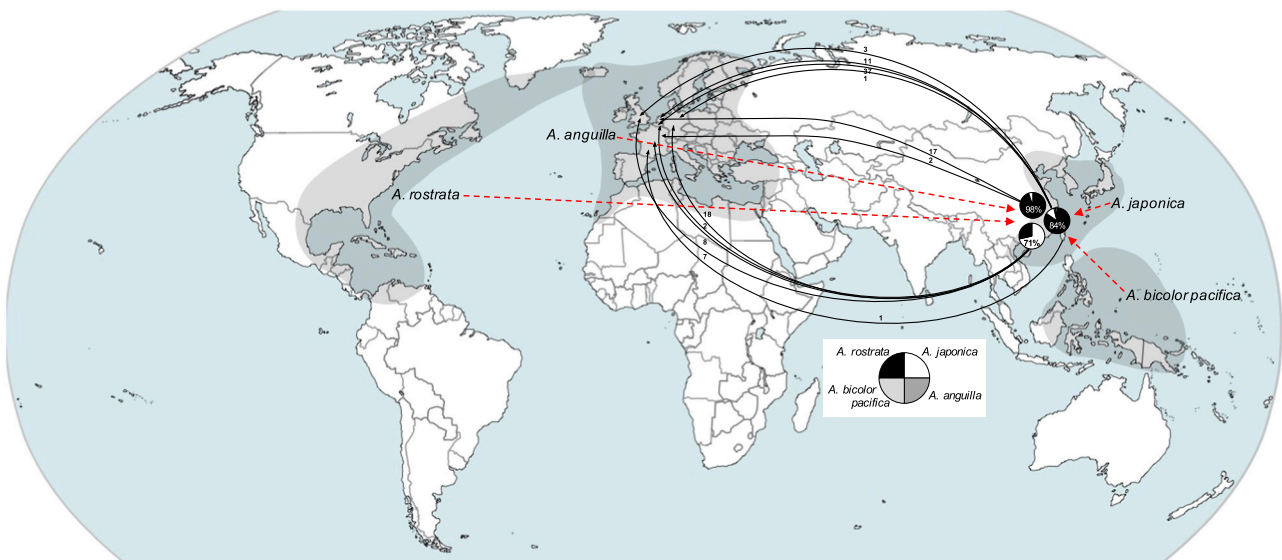 3
11
37
1
A. anguilla
17
2
A. rostrata
98%
84%
71%
A. japonica
18
2
8
7
A. bicolor pacifica
1
A. rostrata
A. japonica
A. bicolor
pacifica
A. anguilla